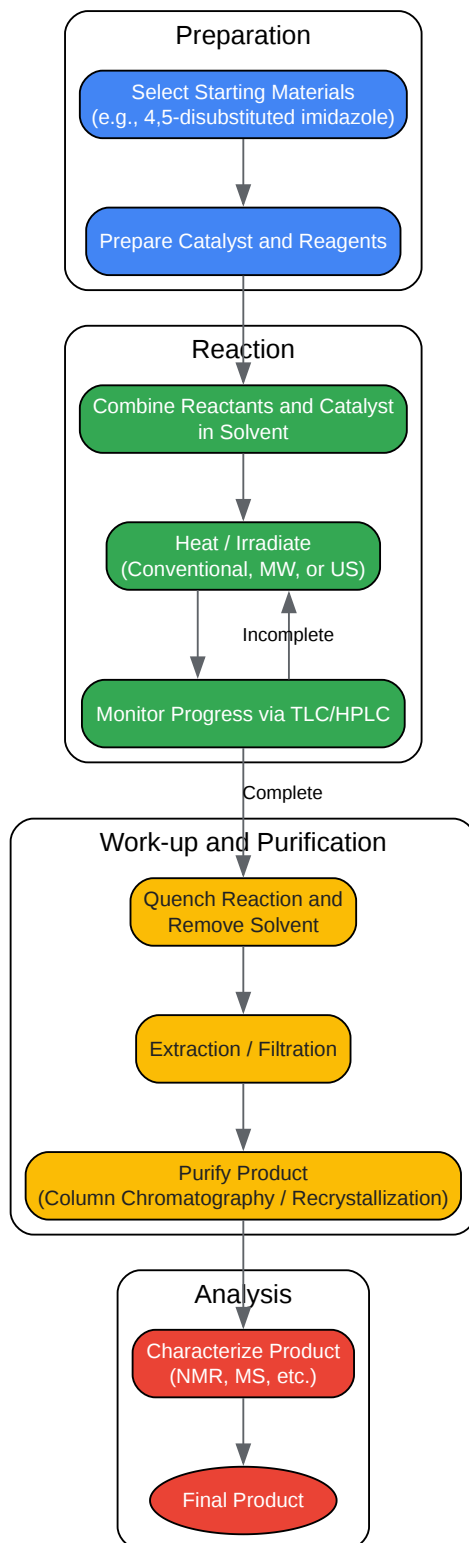 Preparation
Select Starting Materials
(e.g., 4,5-disubstituted imidazole)
Prepare Catalyst and Reagents
Reaction
Combine Reactants and Catalyst
in Solvent
Heat / Irradiate
(Conventional, MW, or US)
Incomplete
Monitor Progress via TLC/HPLC
Complete
Work-up and Purification
Quench Reaction and
Remove Solvent
Extraction / Filtration
Purify Product
(Column Chromatography / Recrystallization)
Analysis
Characterize Product
(NMR, MS, etc.)
Final Product